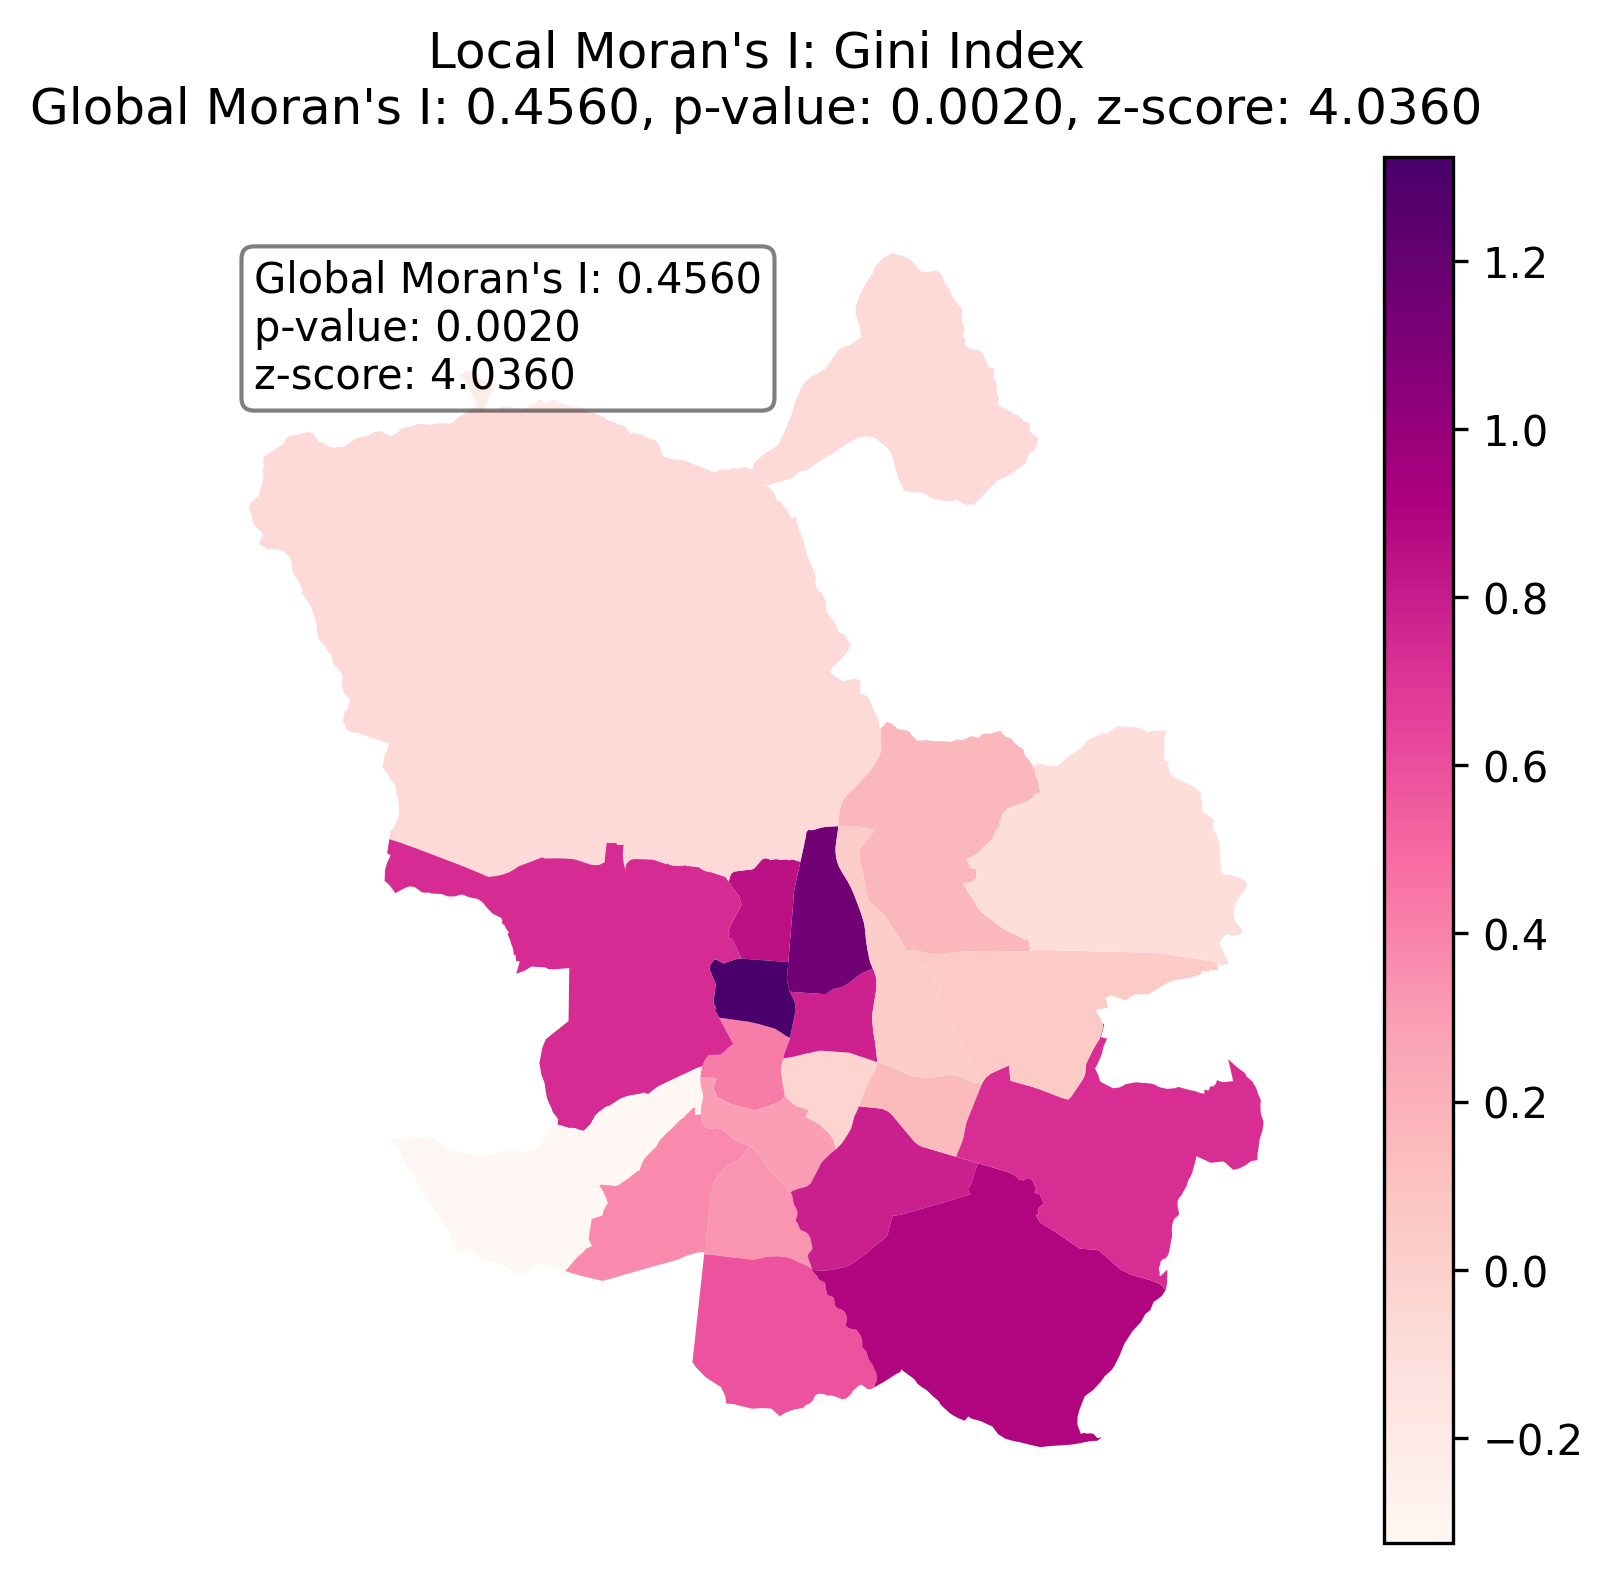 Local Moran's I: Gini Index
Global Moran's I: 0.4560, p-value: 0.0020, z-score: 4.0360
Global Moran's I: 0.4560
p-value: 0.0020
z-score: 4.0360
1.2
1.0
0.8
0.6
0.4
0.2
0.0
−0.2